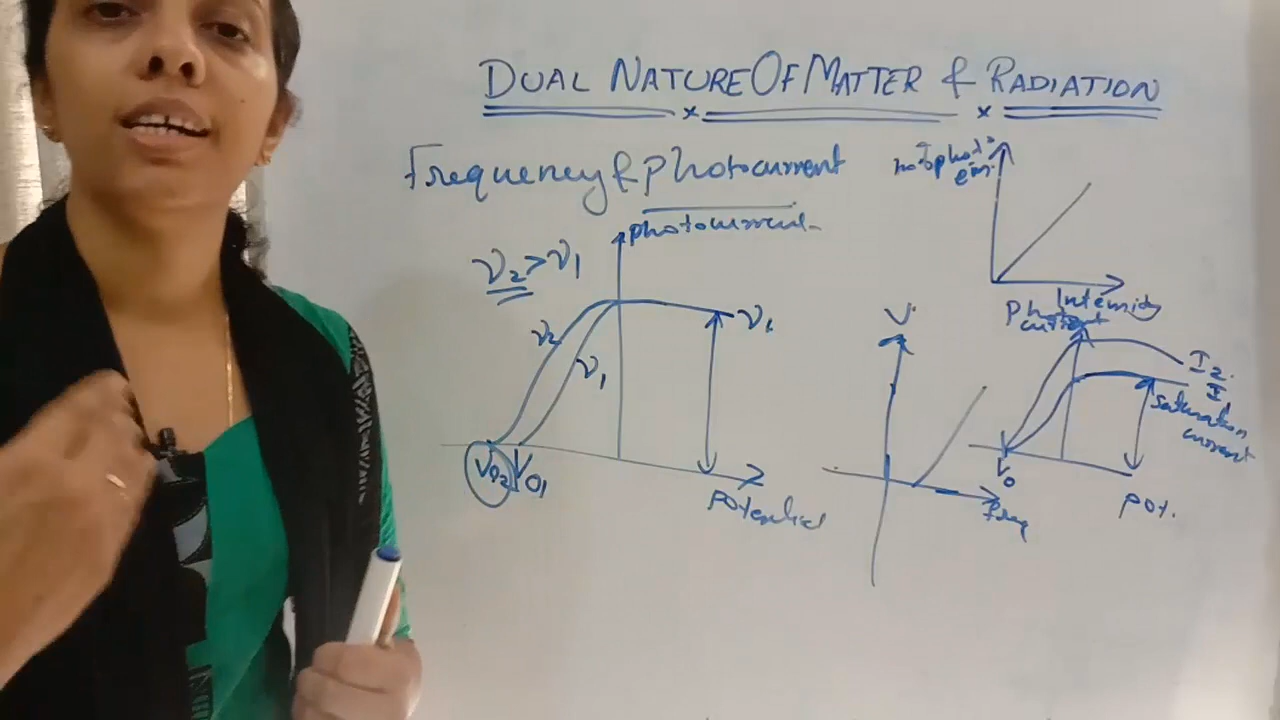 DUAL NATURE OF MATTER & RADIATION
Frequency & photocurrent
photocurrent
ν2 > ν1
ν2
ν1
ν1
V02
V01
Potential
Intensity
V.
freq
Photo
current
I2.
I1
saturation
current
V0
pot.